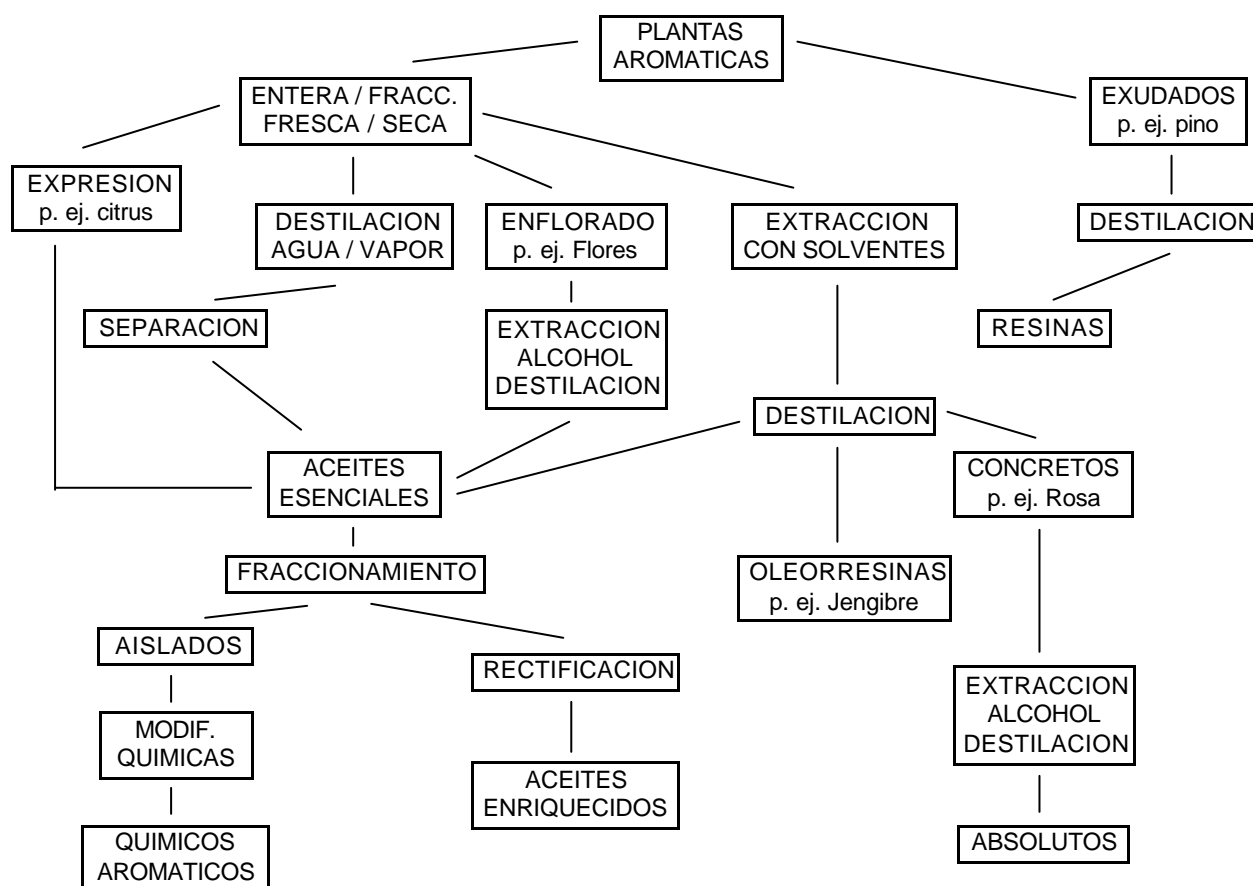 PLANTAS
AROMATICAS
ENTERA / FRACC.
FRESCA / SECA
EXUDADOS
p. ej. pino
EXPRESION
p. ej. citrus
DESTILACION
AGUA / VAPOR
ENFLORADO
p. ej. Flores
EXTRACCION
CON SOLVENTES
DESTILACION
SEPARACION
EXTRACCION
ALCOHOL
DESTILACION
RESINAS
DESTILACION
ACEITES
ESENCIALES
CONCRETOS
p. ej. Rosa
FRACCIONAMIENTO
OLEORRESINAS
p. ej. Jengibre
AISLADOS
RECTIFICACION
EXTRACCION
ALCOHOL
DESTILACION
MODIF.
QUIMICAS
ACEITES
ENRIQUECIDOS
QUIMICOS
AROMATICOS
ABSOLUTOS